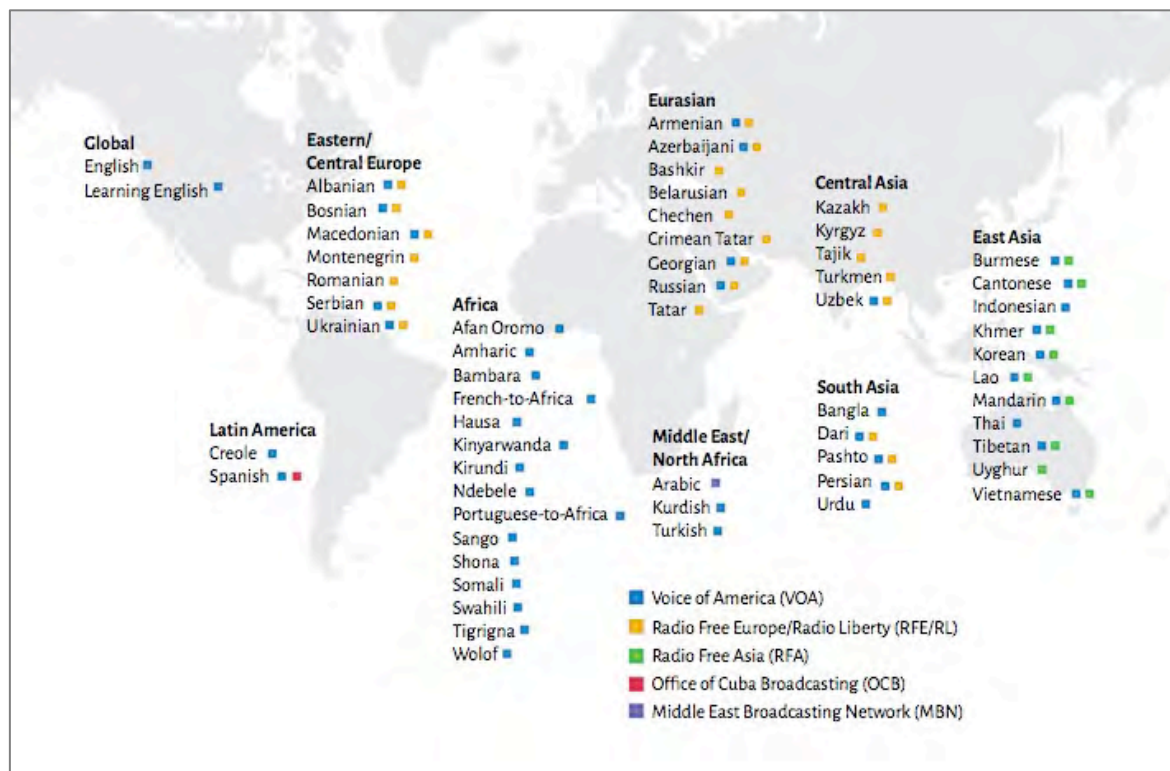 Global
English
Learning English
Eastern/
Central Europe
Albanian
Bosnian
Macedonian
Montenegrin
Romanian
Serbian
Ukrainian
Latin America
Creole
Spanish
Africa
Afan Oromo
Amharic
Bambara
French-to-Africa
Hausa
Kinyarwanda
Kirundi
Ndebele
Portuguese-to-Africa
Sango
Shona
Somali
Swahili
Tigrigna
Wolof
Eurasian
Armenian
Azerbaijani
Bashkir
Belarusian
Chechen
Crimean Tatar
Georgian
Russian
Tatar
Middle East/
North Africa
Arabic
Kurdish
Turkish
Central Asia
Kazakh
Kyrgyz
Tajik
Turkmen
Uzbek
South Asia
Bangla
Dari
Pashto
Persian
Urdu
East Asia
Burmese
Cantonese
Indonesian
Khmer
Korean
Lao
Mandarin
Thai
Tibetan
Uyghur
Vietnamese
Voice of America (VOA)
Radio Free Europe/Radio Liberty (RFE/RL)
Radio Free Asia (RFA)
Office of Cuba Broadcasting (OCB)
Middle East Broadcasting Network (MBN)